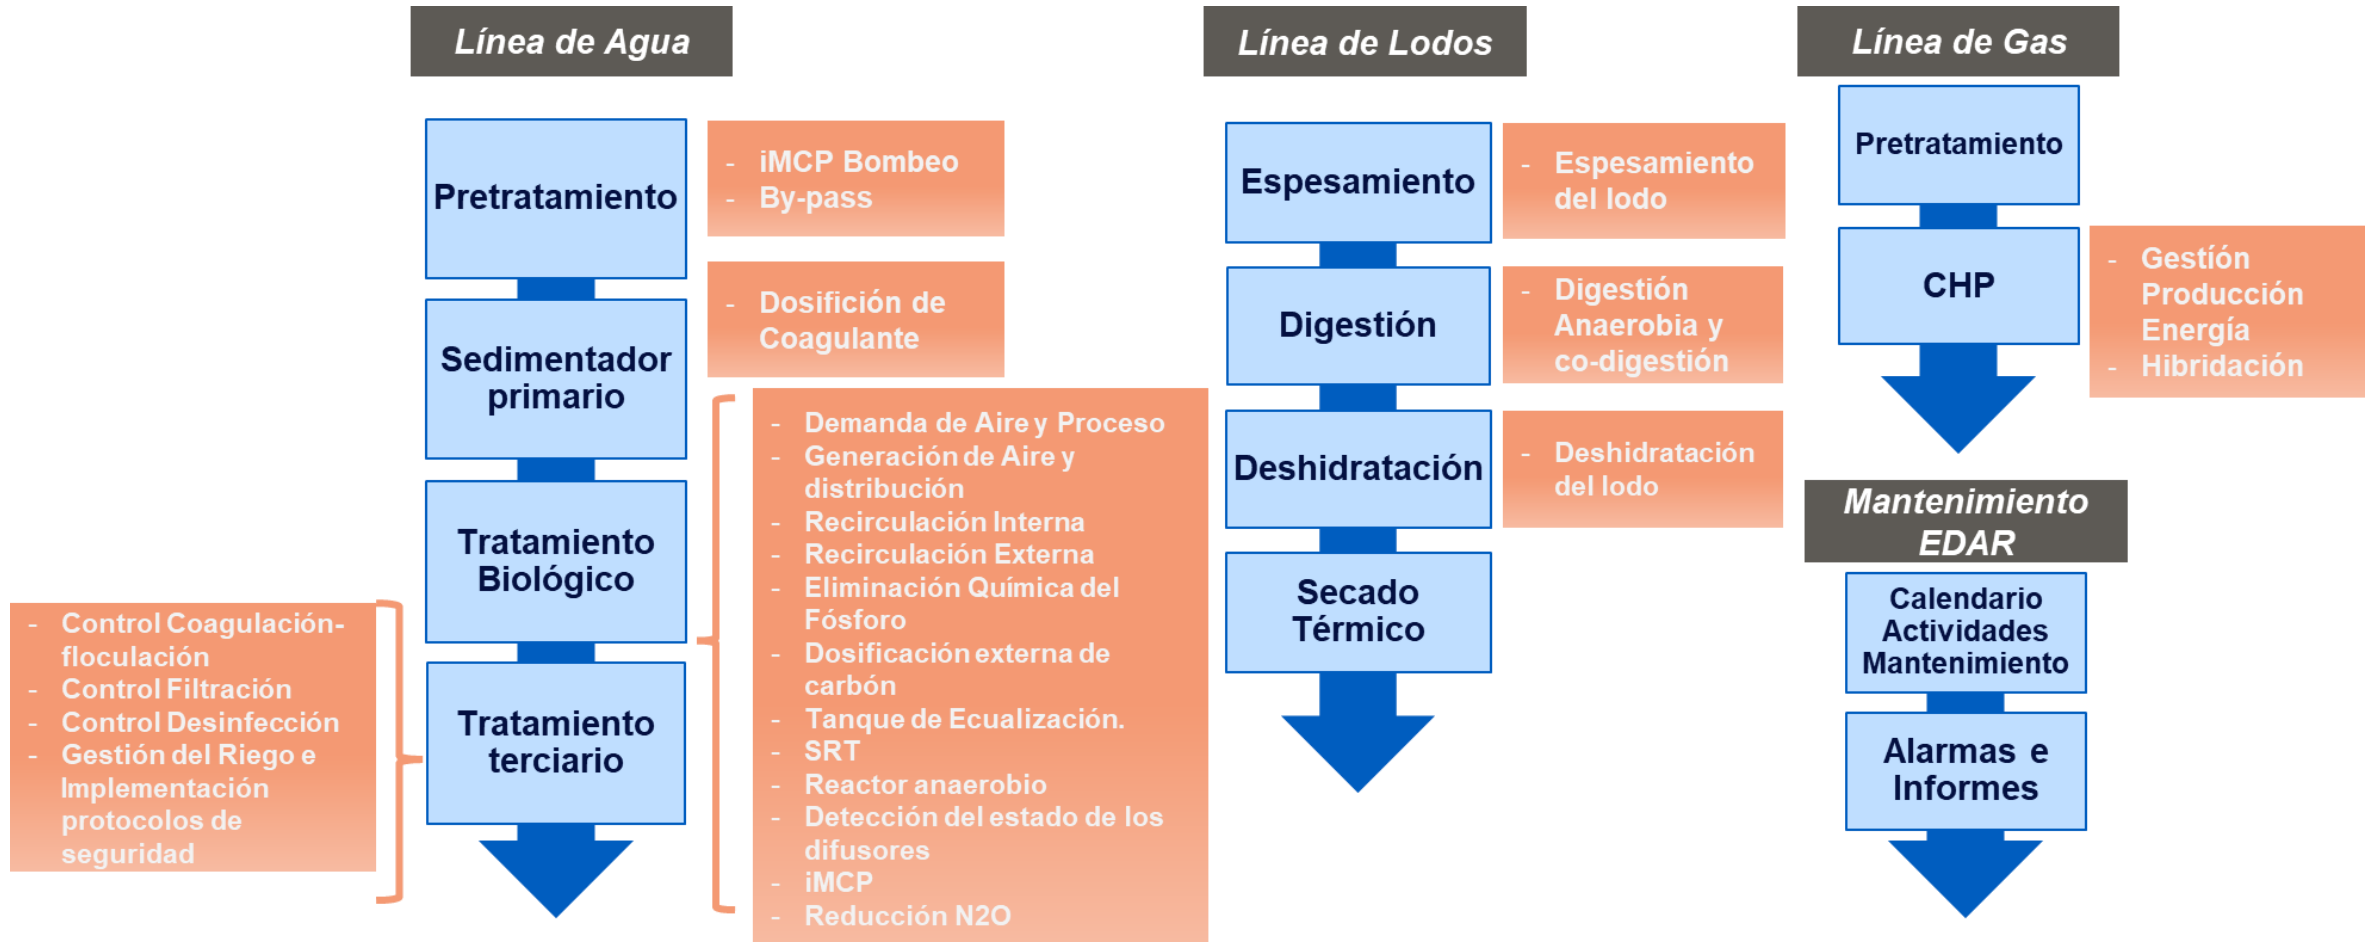 Línea de Agua
Pretratamiento
- iMCP Bombeo
- By-pass
Sedimentador
primario
- Dosifición de
Coagulante
Tratamiento
Biológico
- Demanda de Aire y Proceso
- Generación de Aire y
distribución
- Recirculación Interna
- Recirculación Externa
- Eliminación Química del
Fósforo
- Dosificación externa de
carbón
- Tanque de Ecualización.
- SRT
- Reactor anaerobio
- Detección del estado de los
difusores
- iMCP
- Reducción N2O
Tratamiento
terciario
- Control Coagulación-
floculación
- Control Filtración
- Control Desinfección
- Gestión del Riego e
Implementación
protocolos de
seguridad
Línea de Lodos
Espesamiento
- Espesamiento
del lodo
Digestión
- Digestión
Anaerobia y
co-digestión
Deshidratación
- Deshidratación
del lodo
Secado
Térmico
Línea de Gas
Pretratamiento
CHP
- Gestión
Producción
Energía
- Hibridación
Mantenimiento
EDAR
Calendario
Actividades
Mantenimiento
Alarmas e
Informes